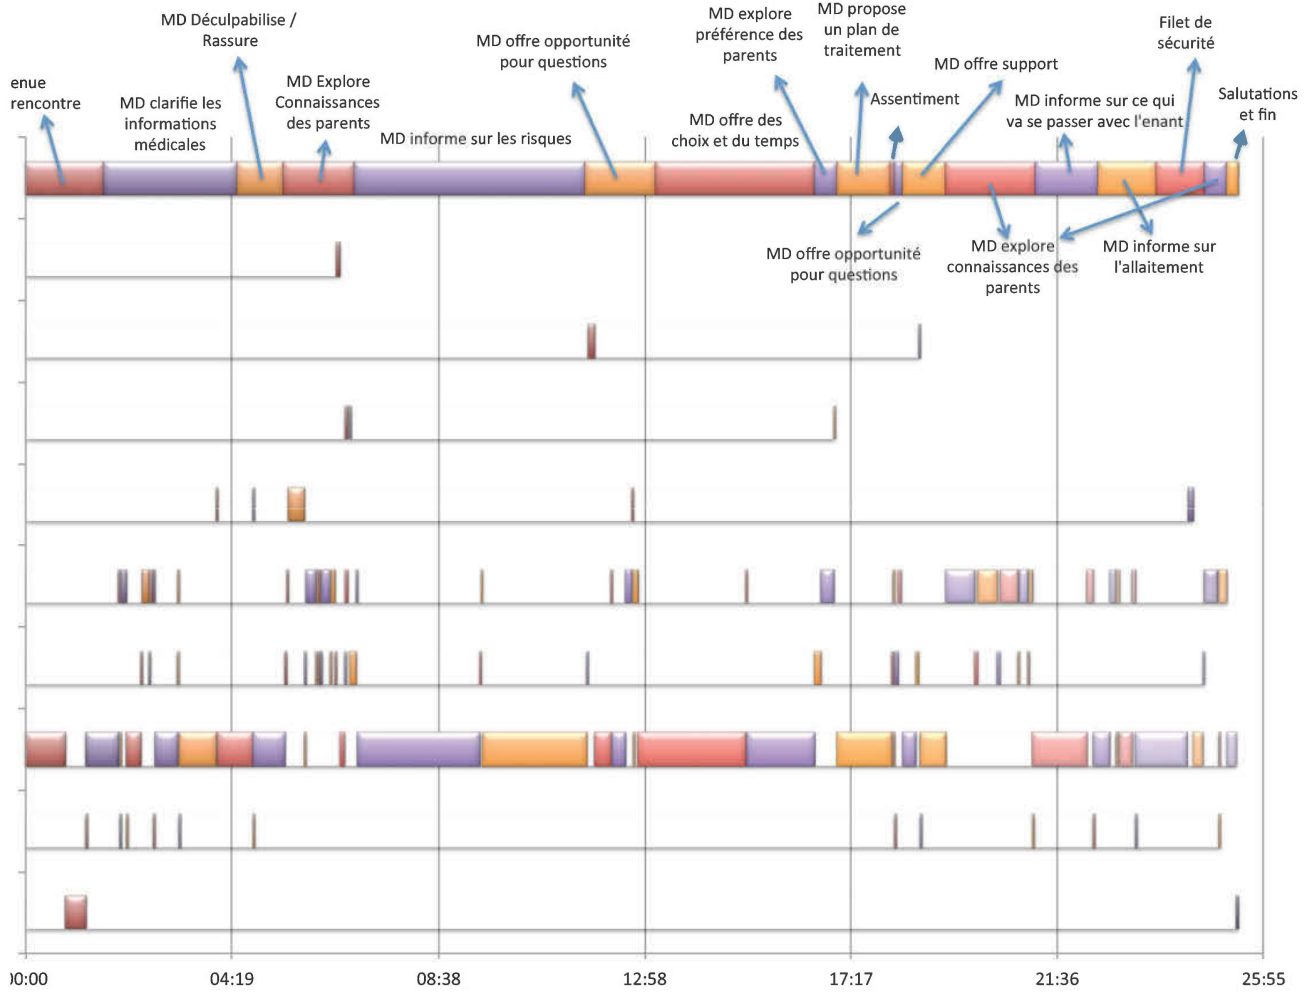 MD Déculpabilise /
Rassure
MD offre opportunité
pour questions
MD explore
préférence des
parents
MD propose
un plan de
traitement
Filet de
sécurité
enue
rencontre
MD clarifie les
informations
médicales
MD Explore
Connaissances
des parents
MD informe sur les risques
MD offre des
choix et du temps
Assentiment
MD offre support
MD informe sur ce qui
va se passer avec l'enant
Salutations
et fin
MD offre opportunité
pour questions
MD explore
connaissances des
parents
MD informe sur
l'allaitement
00:00 04:19 08:38 12:58 17:17 21:36 25:55